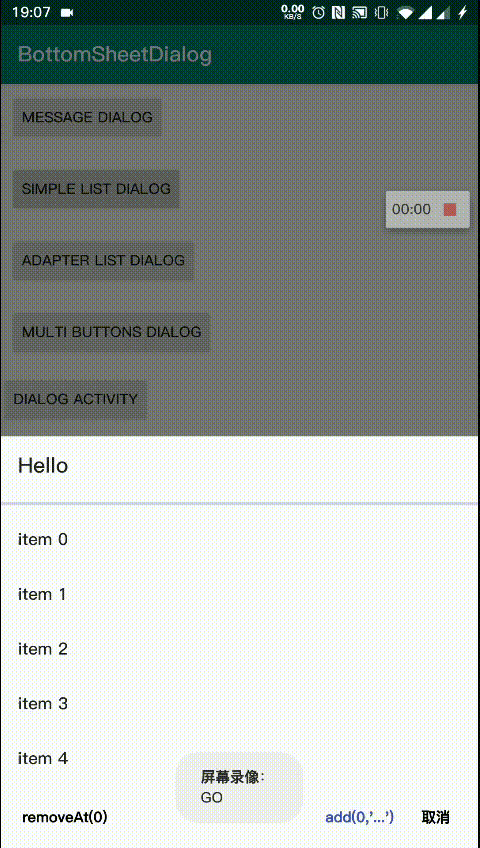 19:07 0.00 KB/S
BottomSheetDialog
MESSAGE DIALOG
SIMPLE LIST DIALOG
00:00
ADAPTER LIST DIALOG
MULTI BUTTONS DIALOG
DIALOG ACTIVITY
Hello
item 0
item 1
item 2
item 3
item 4
屏幕录像：
GO
removeAt(0) add(0,'...') 取消